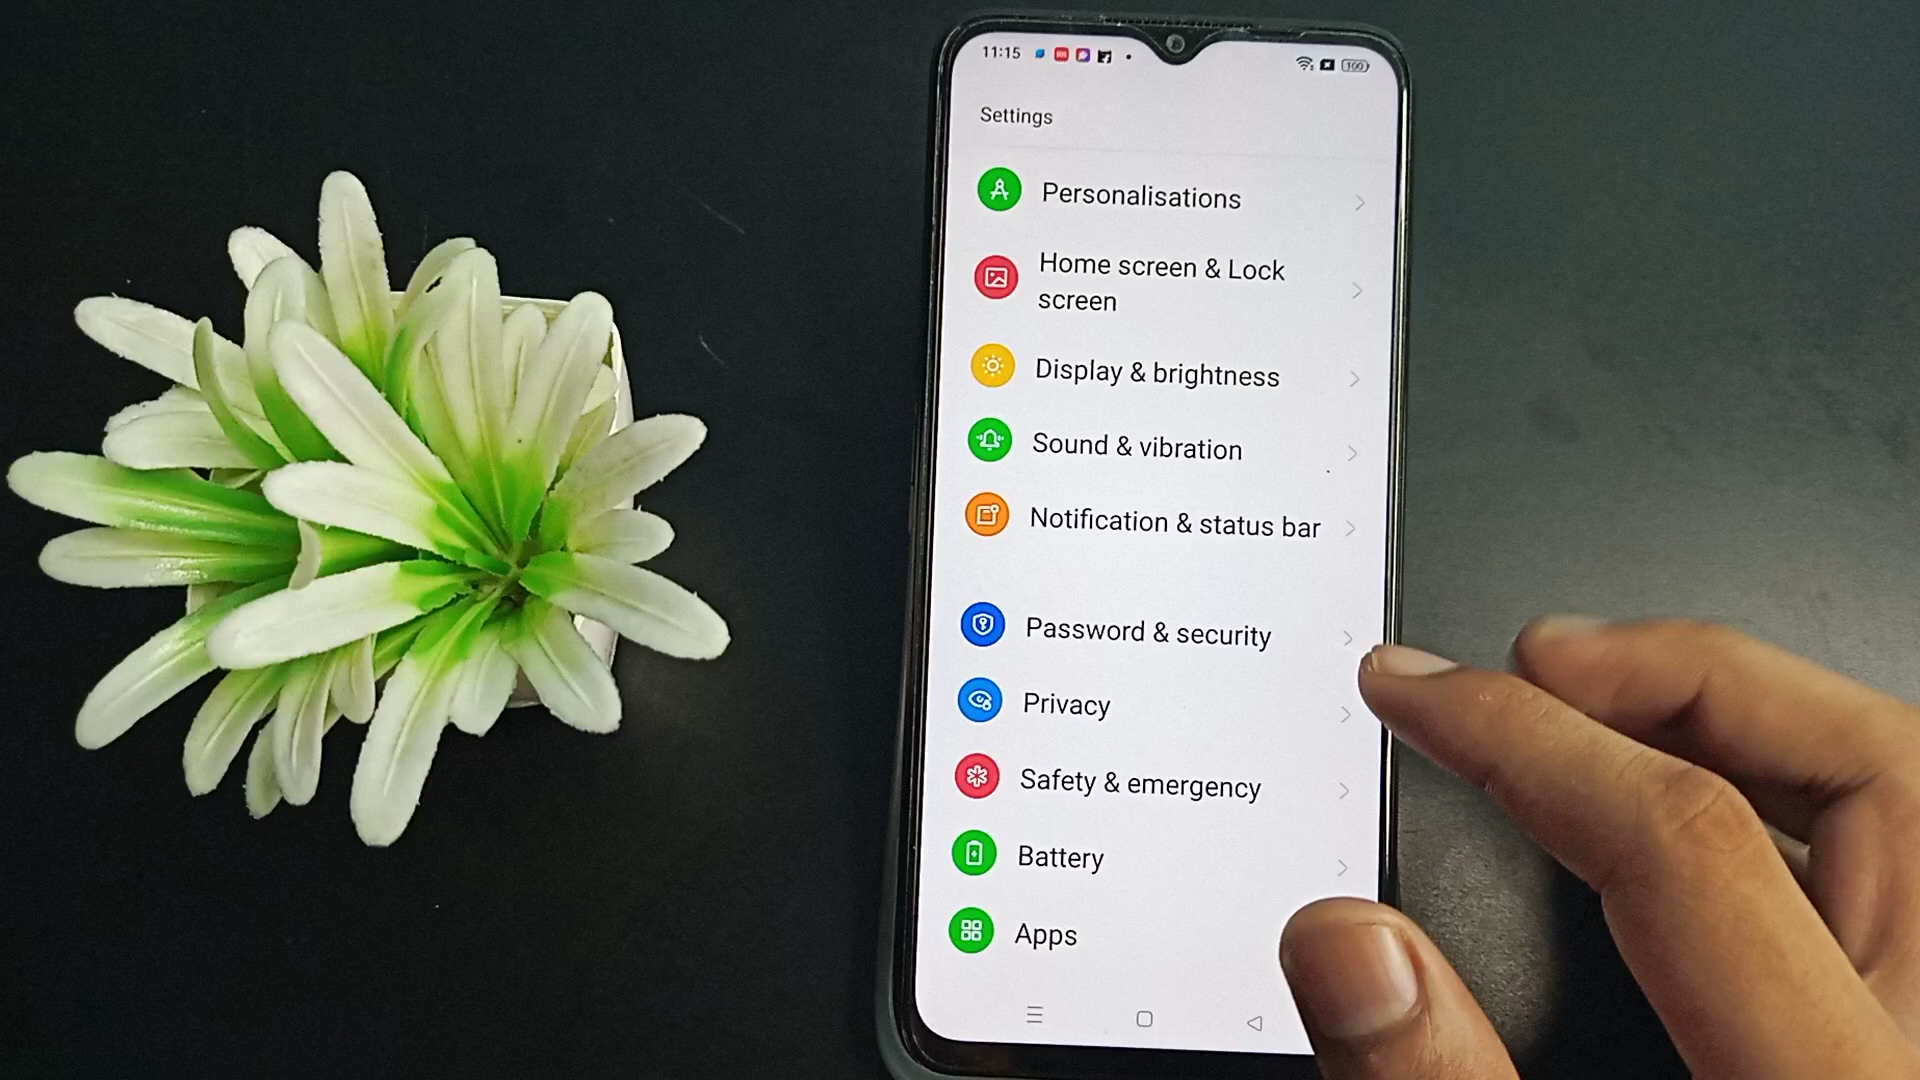 11:15
100
Settings
Personalisations
Home screen & Lock
screen
Display & brightness
Sound & vibration
Notification & status bar
Password & security
Privacy
Safety & emergency
Battery
Apps